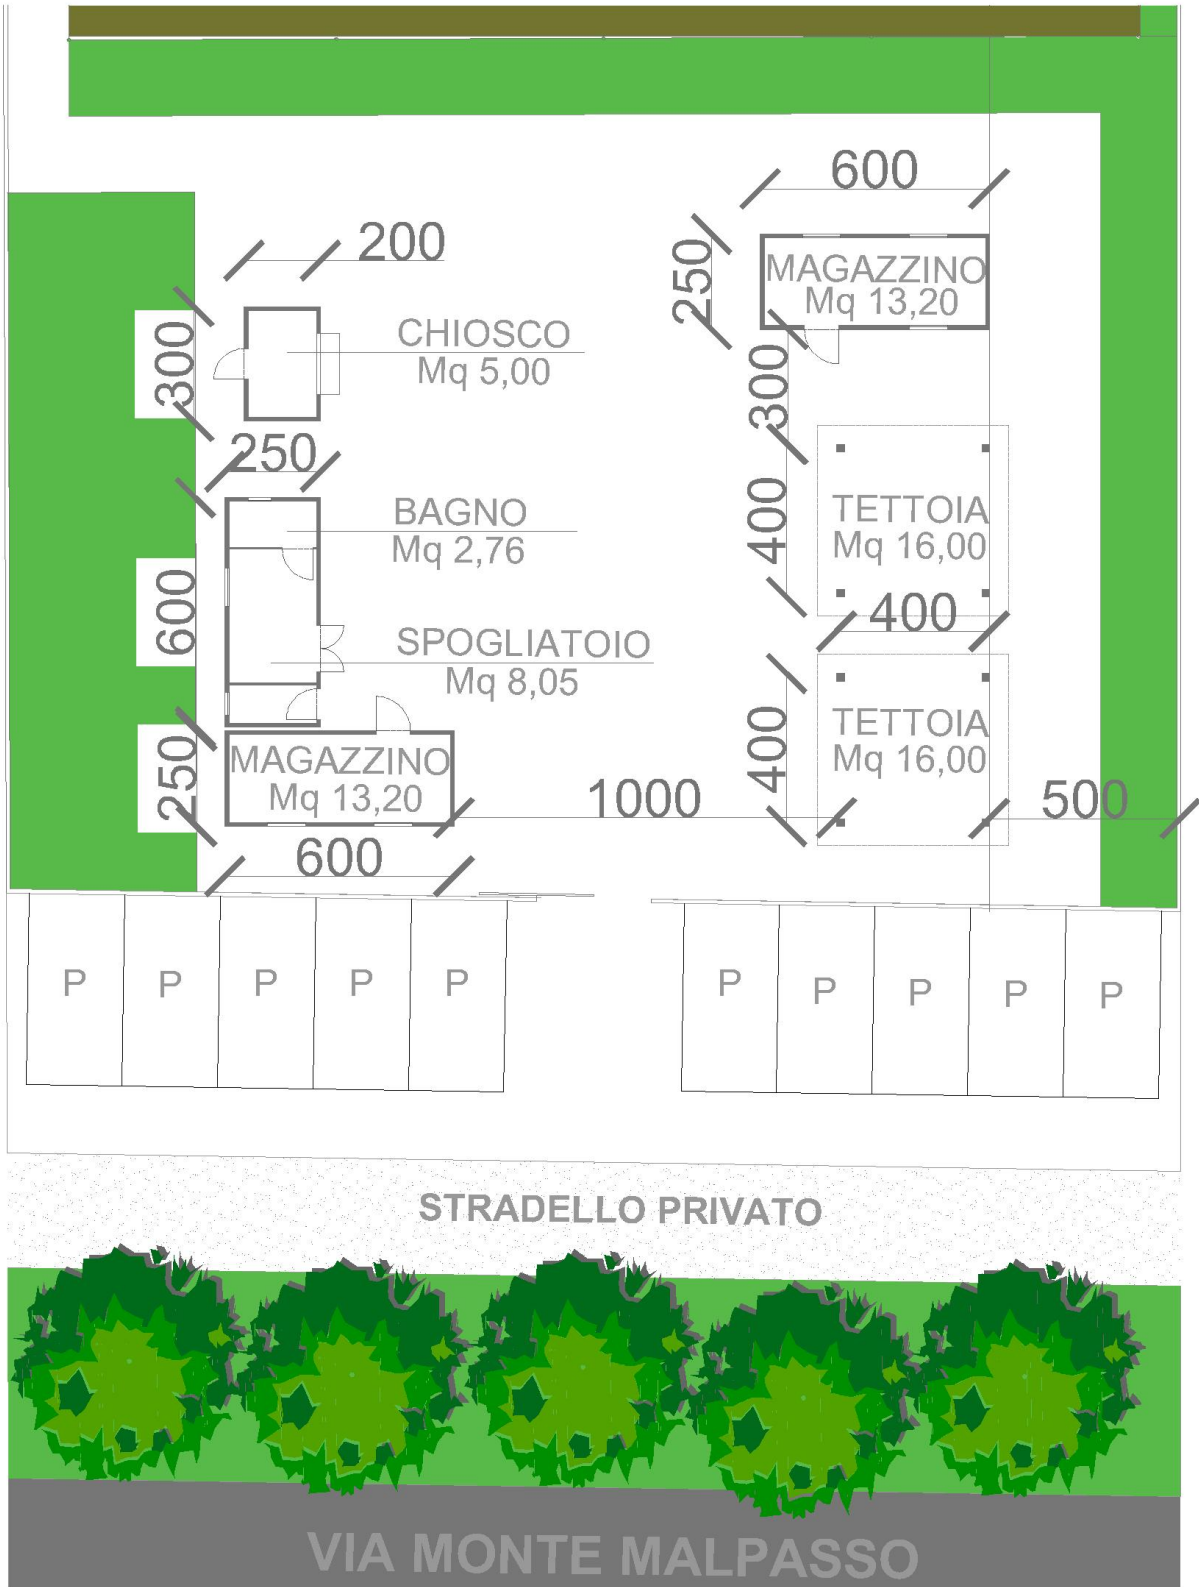 600
250
MAGAZZINO
Mq 13,20
200
300
CHIOSCO
Mq 5,00
300
250
BAGNO
Mq 2,76
400
TETTOIA
Mq 16,00
600
400
SPOGLIATOIO
Mq 8,05
250
MAGAZZINO
Mq 13,20
400
TETTOIA
Mq 16,00
1000
500
600
P P P P P P P P P P
STRADELLO PRIVATO
VIA MONTE MALPASSO